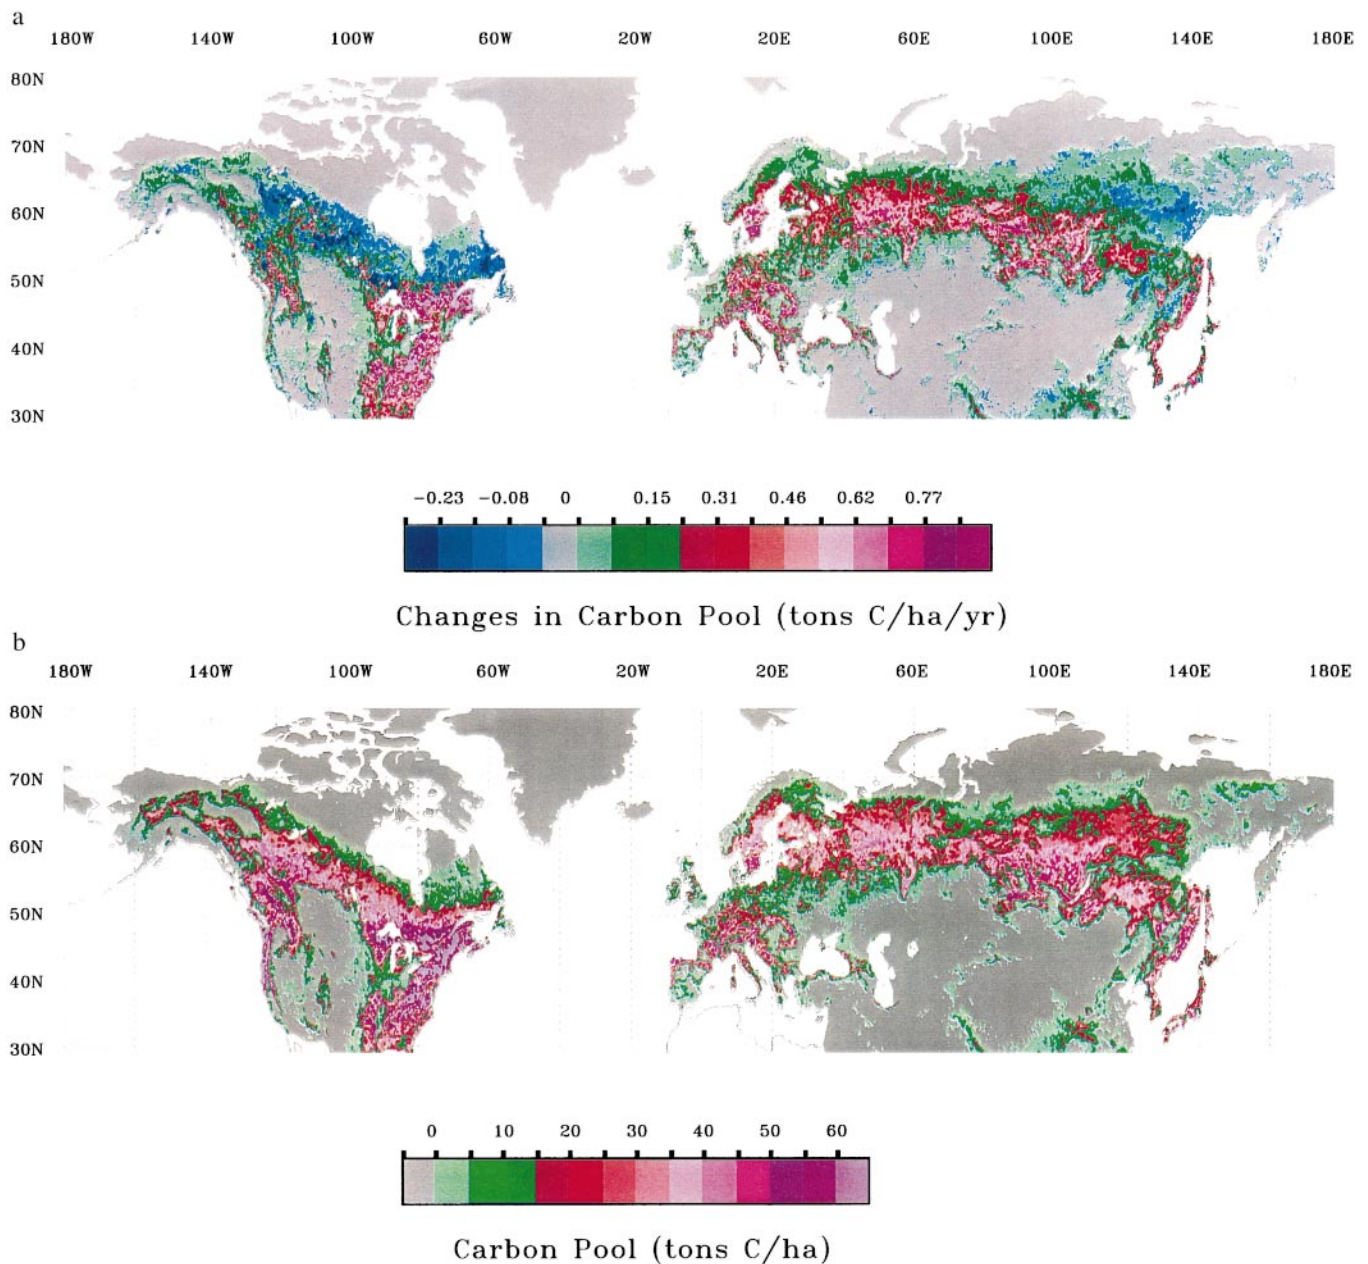 a
180W 140W 100W 60W 20W 20E 60E 100E 140E 180E
80N
70N
60N
50N
40N
30N
-0.23 -0.08 0 0.15 0.31 0.46 0.62 0.77
Changes in Carbon Pool (tons C/ha/yr)
b
180W 140W 100W 60W 20W 20E 60E 100E 140E 180E
80N
70N
60N
50N
40N
30N
0 10 20 30 40 50 60
Carbon Pool (tons C/ha)